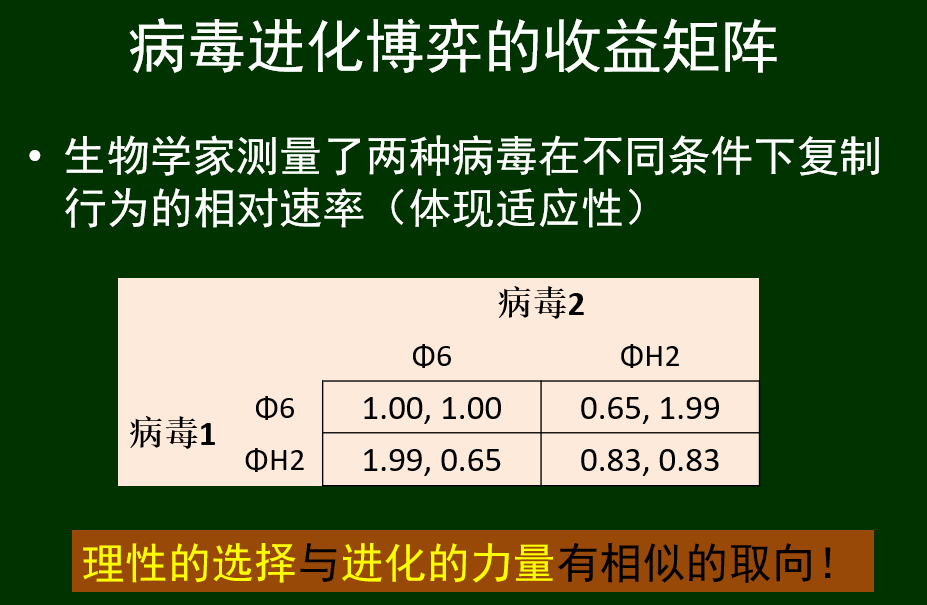 病毒进化博弈的收益矩阵
• 生物学家测量了两种病毒在不同条件下复制
行为的相对速率（体现适应性）
病毒2
Φ6 ΦH2
病毒1
Φ6 1.00, 1.00 0.65, 1.99
ΦH2 1.99, 0.65 0.83, 0.83
理性的选择与进化的力量有相似的取向！